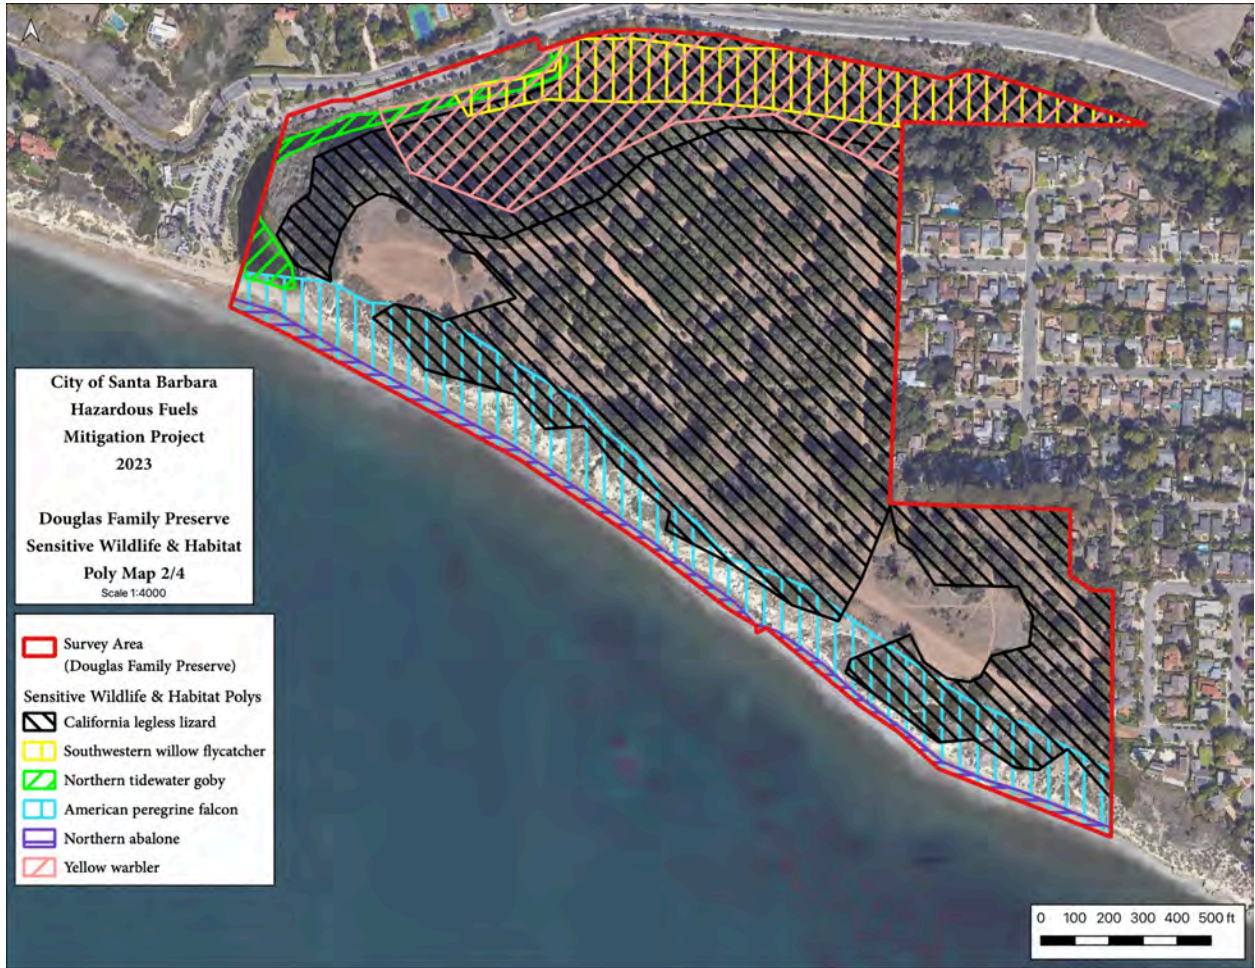 City of Santa Barbara
Hazardous Fuels
Mitigation Project
2023
Douglas Family Preserve
Sensitive Wildlife & Habitat
Poly Map 2/4
Scale 1:4000
Survey Area
(Douglas Family Preserve)
Sensitive Wildlife & Habitat Polys
California legless lizard
Southwestern willow flycatcher
Northern tidewater goby
American peregrine falcon
Northern abalone
Yellow warbler
0 100 200 300 400 500 ft